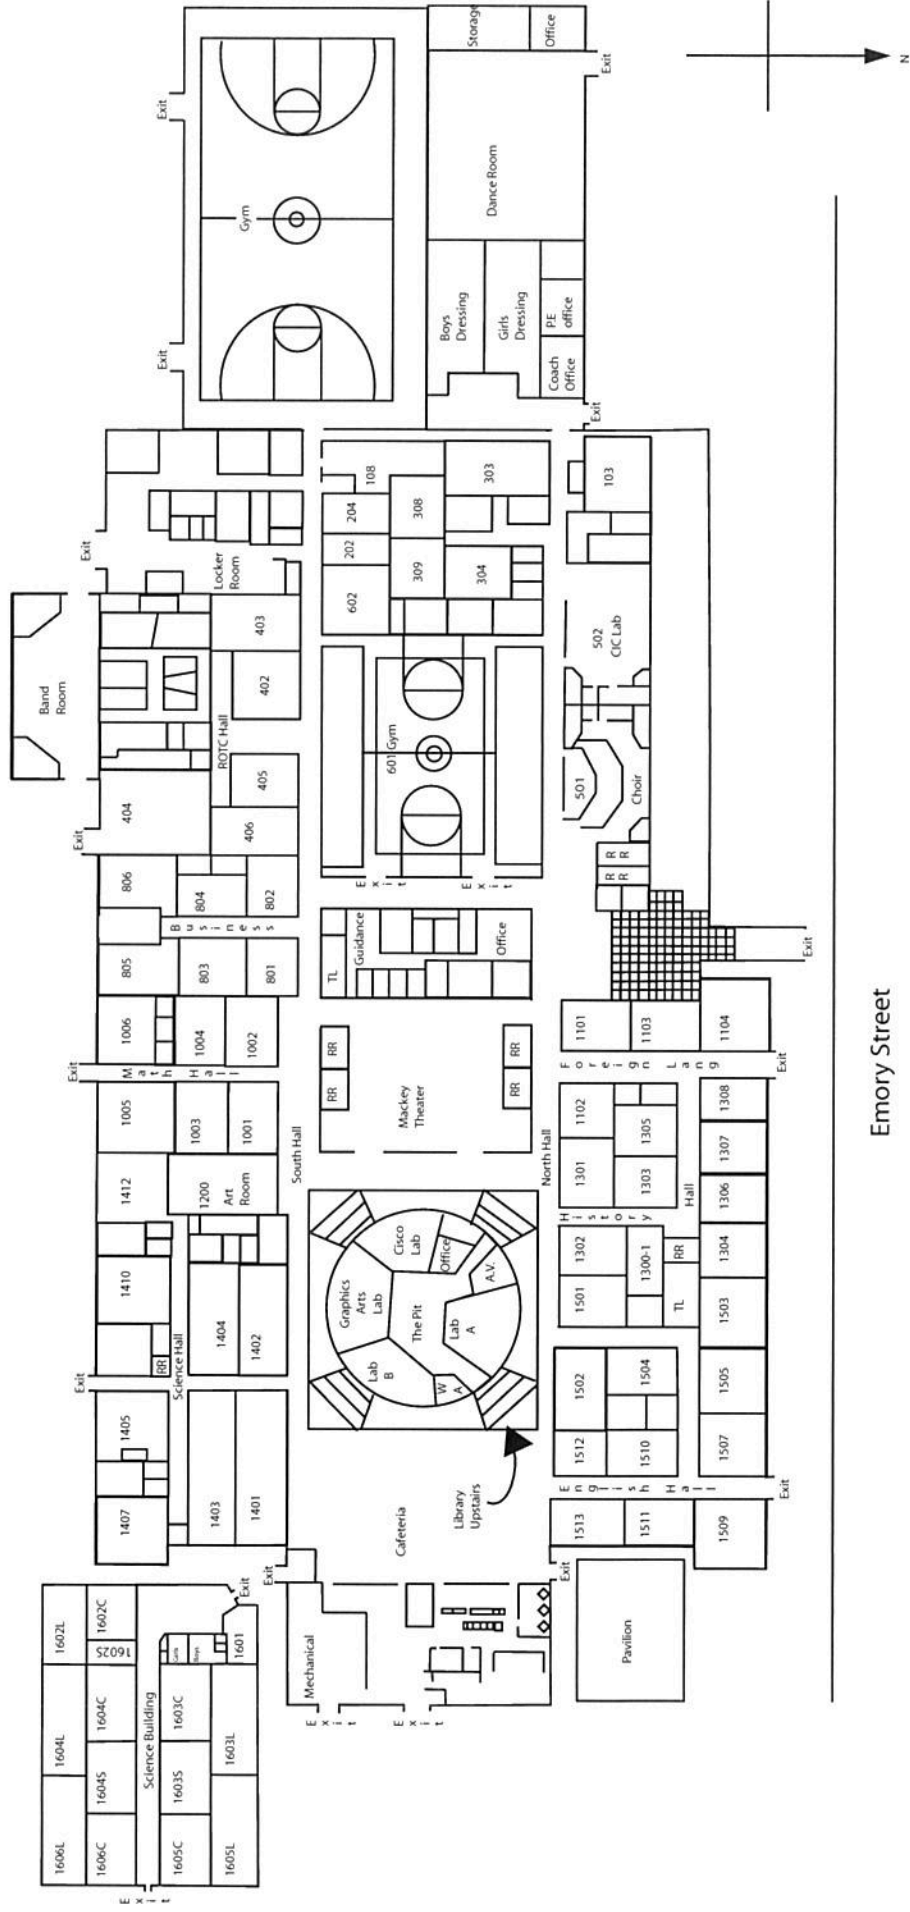 Band
Room
1606L
1604L
1602L
1606C
1604S
1604C
1602S
1602C
Exit
Science Building
1605C
1603S
1603C
Girls
Boys
1605L
1603L
1601
Exit
Exit
Exit
Exit
Exit
1407
1405
RR
1410
1412
1005
1006
805
806
404
Science Hall
1403
1404
1200
Art
Room
1003
1004
803
804
1401
1402
1001
1002
801
802
Math Hall
Business
ROTC Hall
406
405
402
403
Locker
Room
Exit
Exit
Gym
Exit
Mechanical
Exit
Exit
South Hall
Cafeteria
Library
Upstairs
Graphics
Arts
Lab
Cisco
Lab
Office
The Pit
Lab
B
Lab
A
A.V.
W
A
RR
RR
Mackey
Theater
RR
RR
TL
Guidance
Office
Exit
Exit
601 Gym
602
202
204
108
309
308
304
303
Boys
Dressing
Girls
Dressing
Coach
Office
P.E
office
Dance Room
Storage
Office
Exit
Exit
Exit
North Hall
Pavilion
1513
1511
1509
English Hall
Exit
1512
1502
1510
1504
1507
1505
1501
1302
1300-1
TL
RR
1503
1304
History
Hall
1301
1102
1303
1305
1306
1307
1308
Foreign Lang
Exit
1101
1103
1104
Exit
R R
R R
501
Choir
502
CIC Lab
103
Emory Street
N